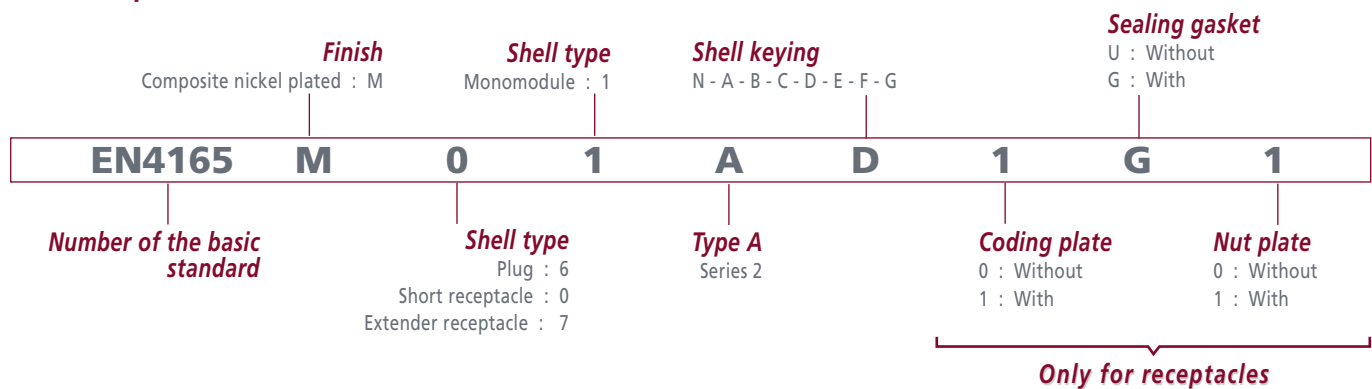 Finish
Composite nickel plated : M
Shell type
Monomodule : 1
Shell keying
N - A - B - C - D - E - F - G
Sealing gasket
U : Without
G : With
EN4165 M 0 1 A D 1 G 1
Number of the basic
standard
Shell type
Plug : 6
Short receptacle : 0
Extender receptacle : 7
Type A
Series 2
Coding plate
0 : Without
1 : With
Nut plate
0 : Without
1 : With
Only for receptacles